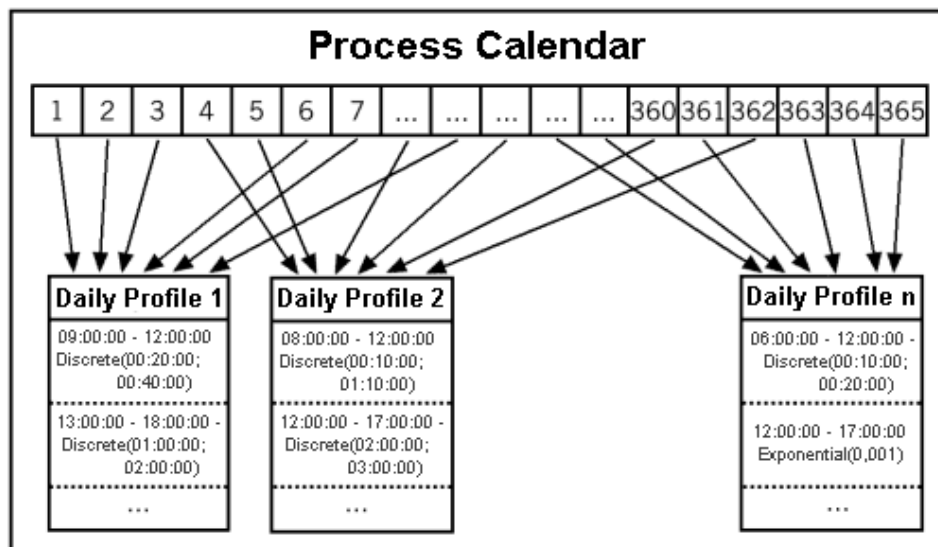 Process Calendar
1 2 3 4 5 6 7 ... ... ... ... ... 360 361 362 363 364 365
Daily Profile 1
09:00:00 - 12:00:00
Discrete(00:20:00;
00:40:00)
13:00:00 - 18:00:00 -
Discrete(01:00:00;
02:00:00)
...
Daily Profile 2
08:00:00 - 12:00:00
Discrete(00:10:00;
01:10:00)
12:00:00 - 17:00:00 -
Discrete(02:00:00;
03:00:00)
...
Daily Profile n
06:00:00 - 12:00:00 -
Discrete(00:10:00;
00:20:00)
12:00:00 - 17:00:00
Exponential(0,001)
...